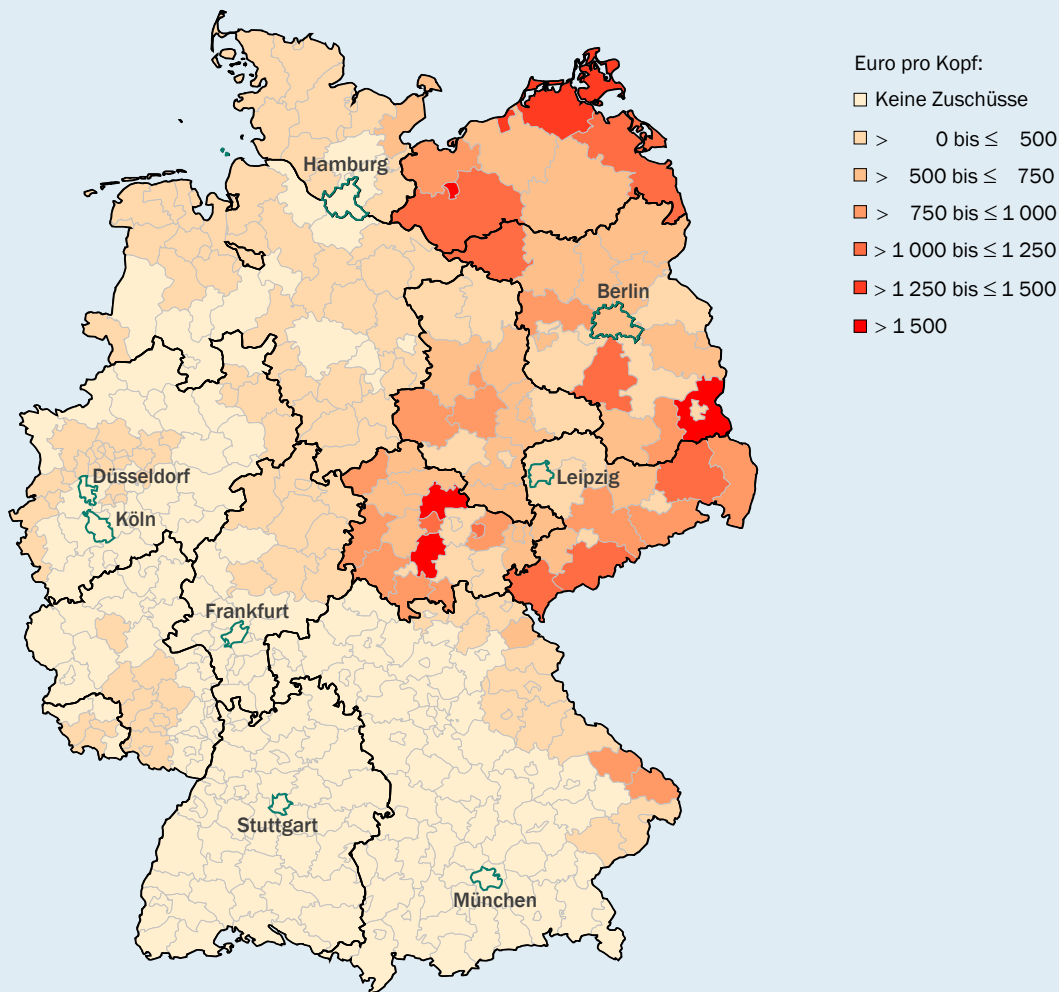 Euro pro Kopf:
Keine Zuschüsse
> 0 bis ≤ 500
> 500 bis ≤ 750
> 750 bis ≤ 1 000
> 1 000 bis ≤ 1 250
> 1 250 bis ≤ 1 500
> 1 500
Hamburg
Berlin
Düsseldorf
Leipzig
Köln
Frankfurt
Stuttgart
München